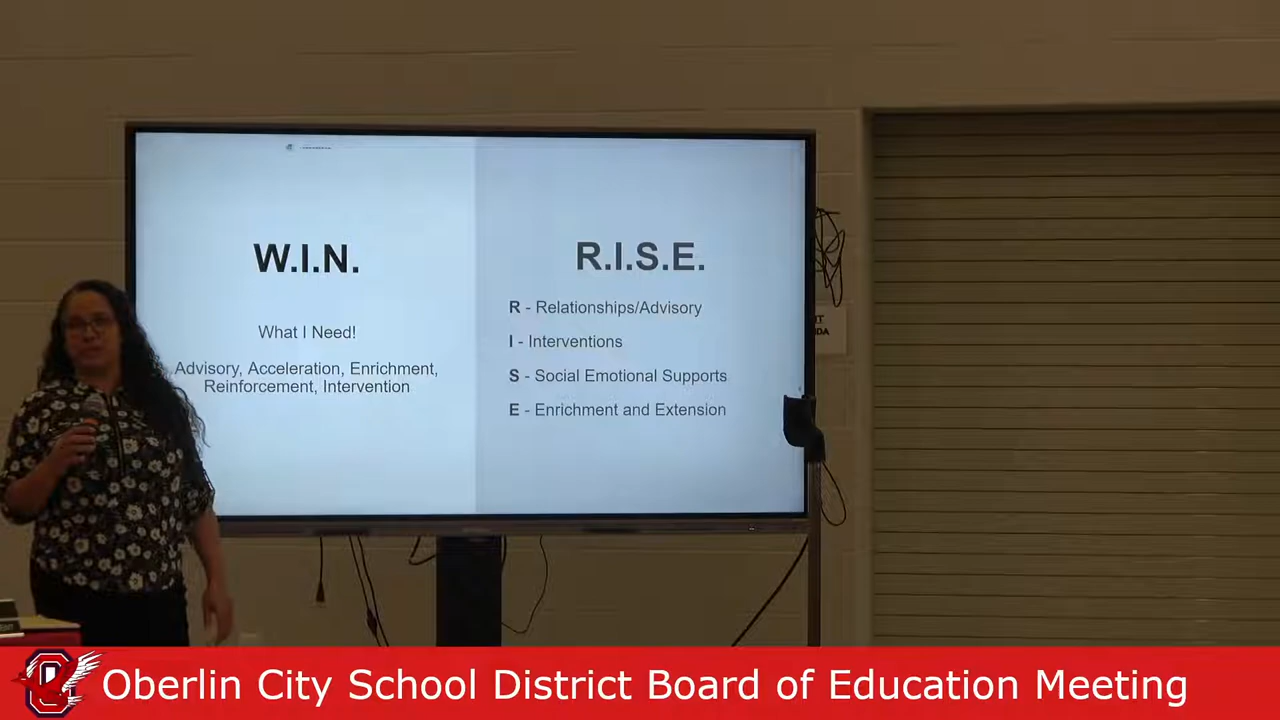 W.I.N.
What I Need!
Advisory, Acceleration, Enrichment,
Reinforcement, Intervention
R.I.S.E.
R - Relationships/Advisory
I - Interventions
S - Social Emotional Supports
E - Enrichment and Extension
Oberlin City School District Board of Education Meeting